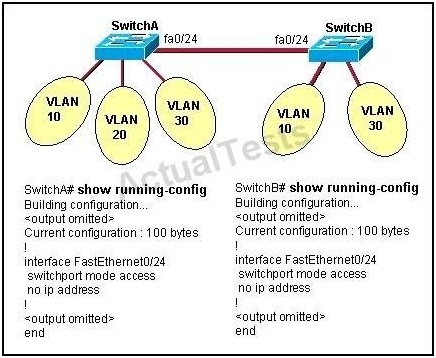 SwitchA
SwitchB
fa0/24
fa0/24
VLAN
10
VLAN
20
VLAN
30
VLAN
10
VLAN
30
ActualTests
SwitchA# show running-config
Building configuration...
<output omitted>
Current configuration : 100 bytes
!
interface FastEthernet0/24
switchport mode access
no ip address
!
<output omitted>
end
SwitchB# show running-config
Building configuration...
<output omitted>
Current configuration : 100 bytes
!
interface FastEthernet0/24
switchport mode access
no ip address
!
<output omitted>
end